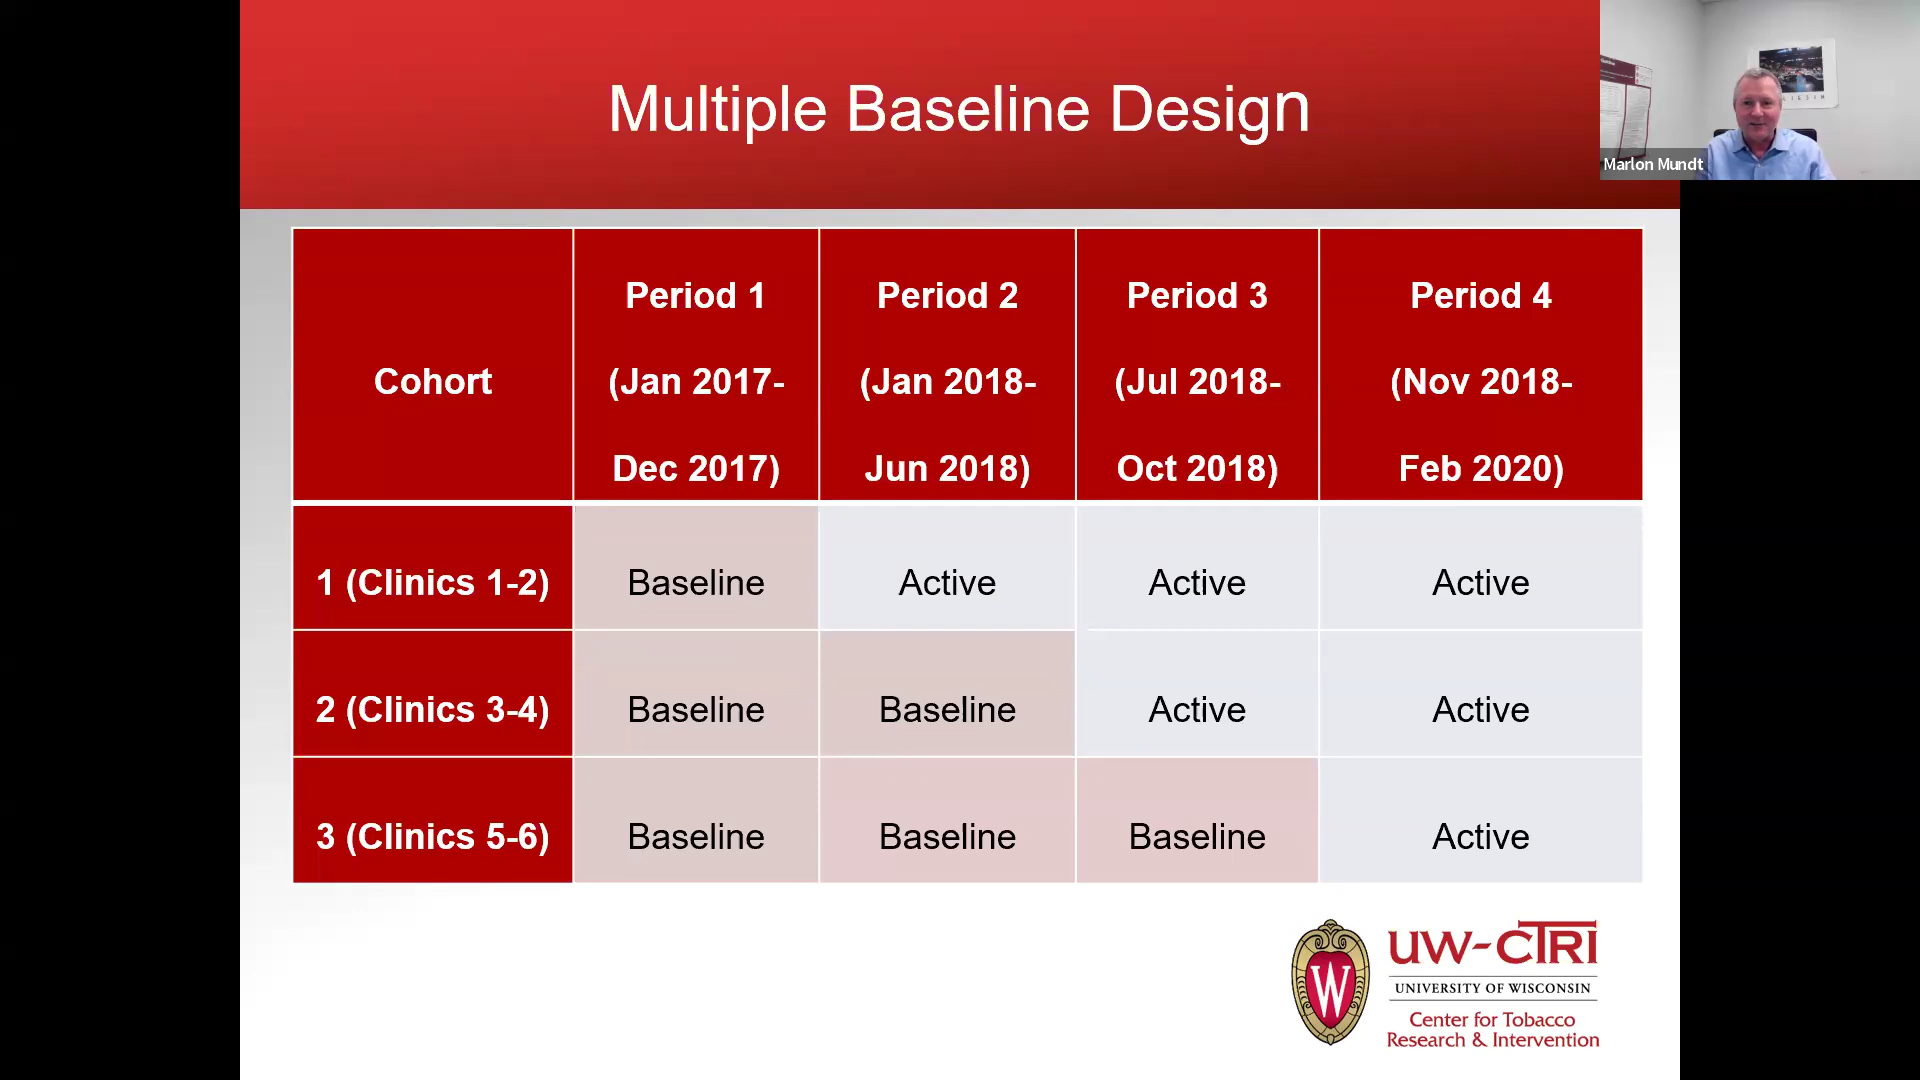 Multiple Baseline Design
Marlon Mundt
Cohort
Period 1
(Jan 2017-
Dec 2017)
Period 2
(Jan 2018-
Jun 2018)
Period 3
(Jul 2018-
Oct 2018)
Period 4
(Nov 2018-
Feb 2020)
1 (Clinics 1-2)
Baseline
Active
Active
Active
2 (Clinics 3-4)
Baseline
Baseline
Active
Active
3 (Clinics 5-6)
Baseline
Baseline
Baseline
Active
W
UW-CTRI
UNIVERSITY OF WISCONSIN
Center for Tobacco
Research & Intervention